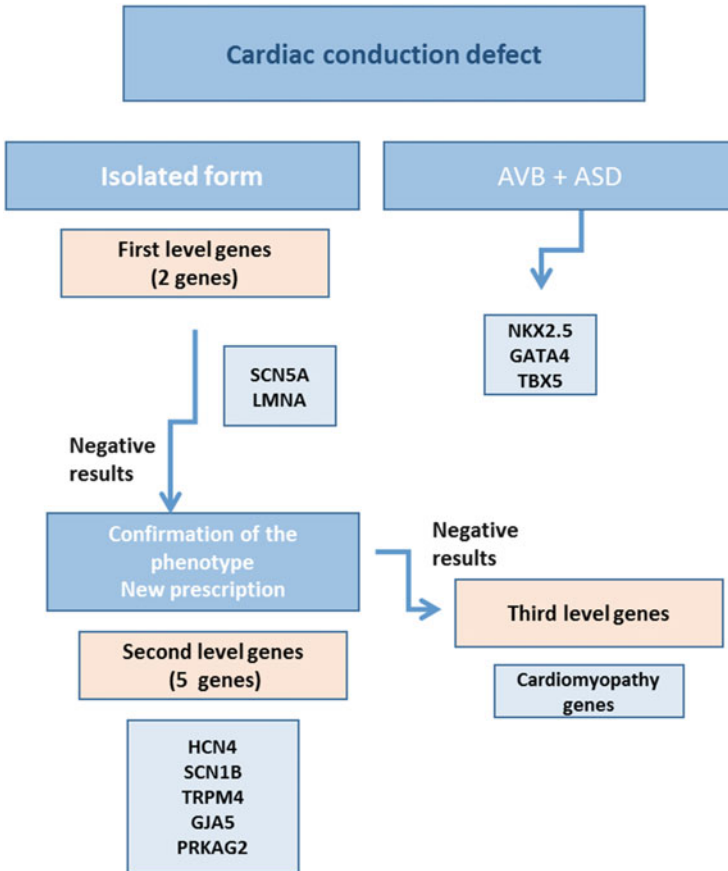 Cardiac conduction defect
Isolated form
AVB + ASD
First level genes
(2 genes)
NKX2.5
GATA4
TBX5
SCN5A
LMNA
Negative
results
Confirmation of the
phenotype
New prescription
Negative
results
Third level genes
Second level genes
(5 genes)
Cardiomyopathy
genes
HCN4
SCN1B
TRPM4
GJA5
PRKAG2